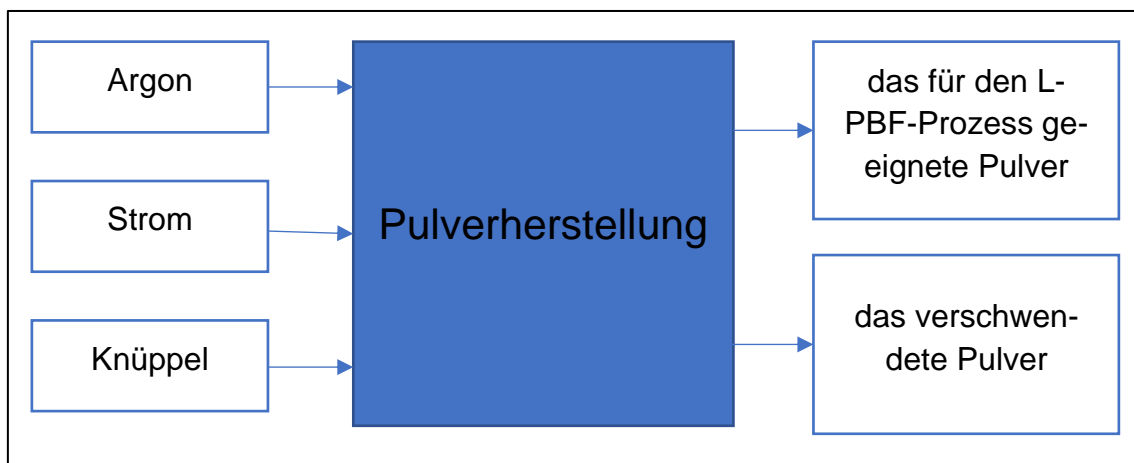 Argon
Strom
Knüppel
Pulverherstellung
das für den L-
PBF-Prozess ge-
eignete Pulver
das verschwen-
dete Pulver